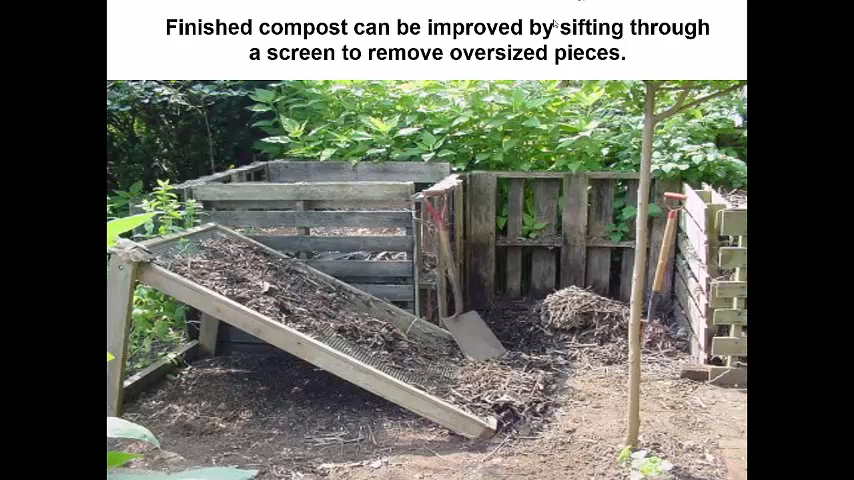 Finished compost can be improved by sifting through
a screen to remove oversized pieces.